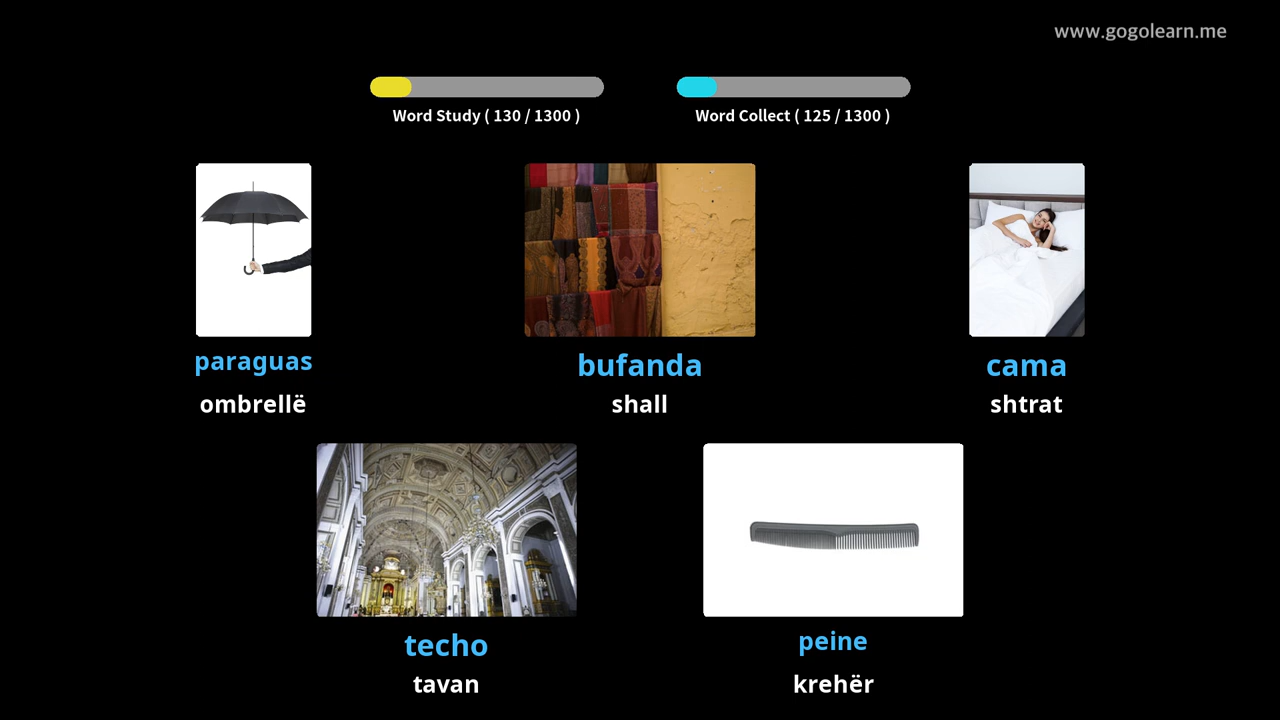 www.gogolearn.me
Word Study ( 130 / 1300 )
Word Collect ( 125 / 1300 )
paraguas
ombrellë
bufanda
shall
cama
shtrat
techo
tavan
peine
krehër